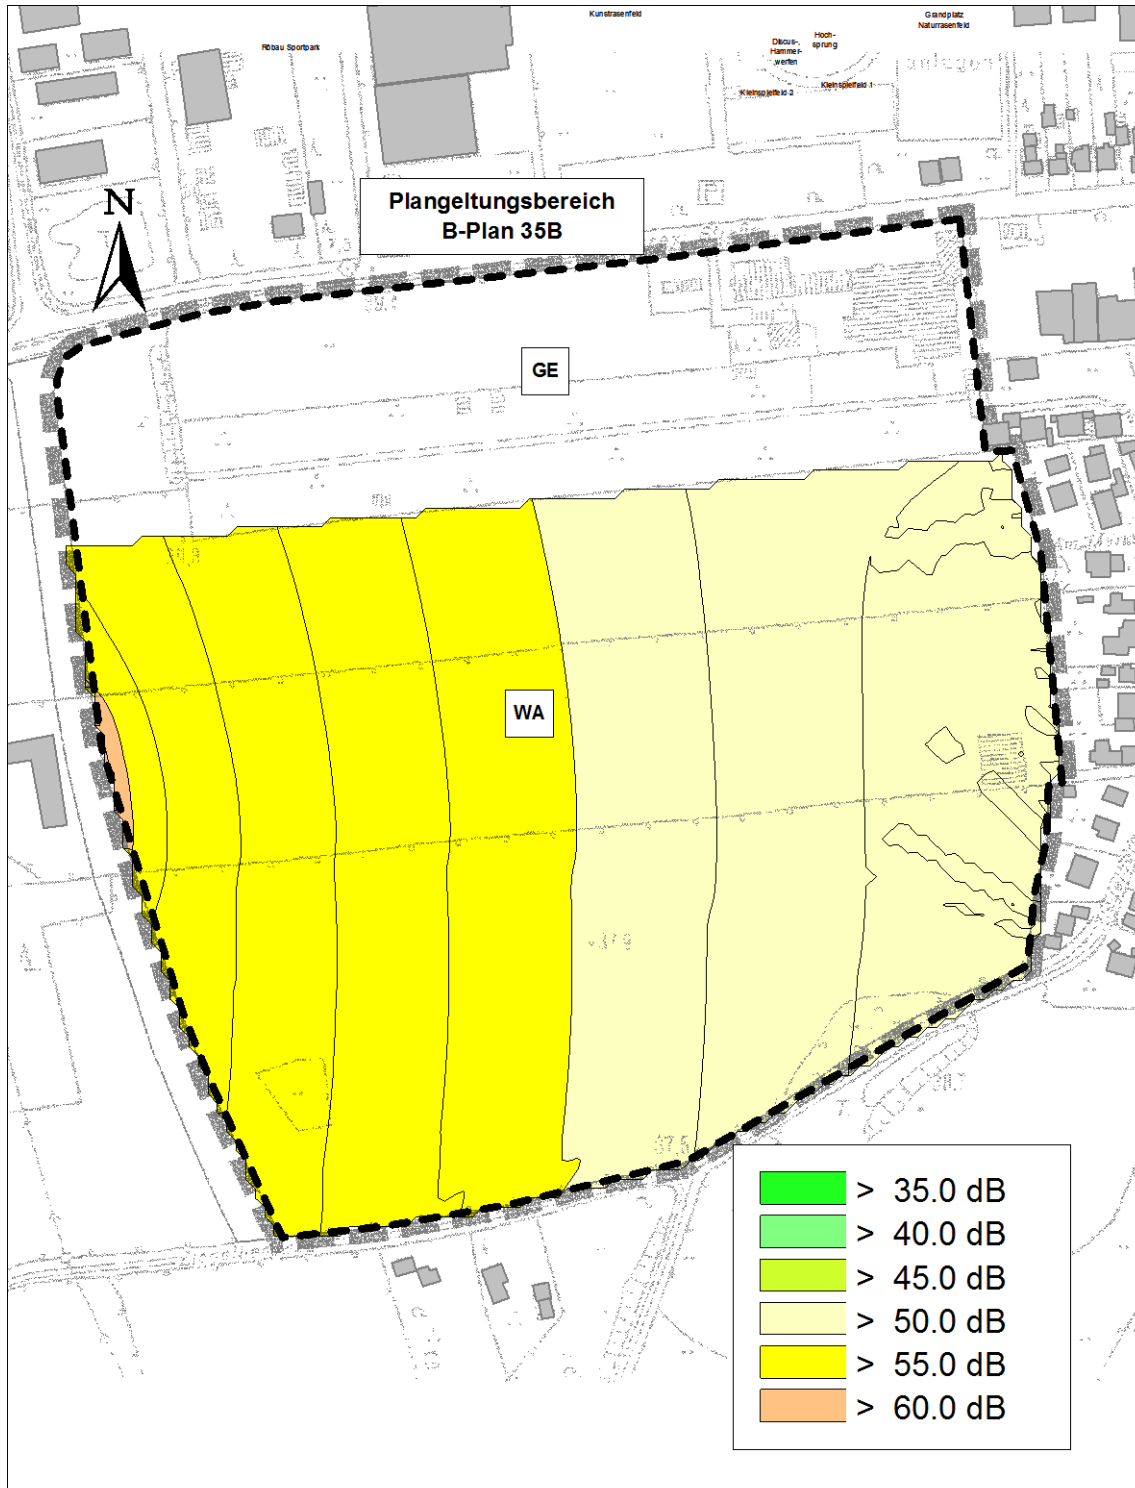 Kunstrasenfeld
Grandplatz
Naturrasenfeld
Röbau Sportpark
Hoch-
sprung
Discus-,
Hammer-
werfen
Kleinspielfeld 2
Kleinspielfeld 1
Plangeltungsbereich
B-Plan 35B
N
GE
WA
> 35.0 dB
> 40.0 dB
> 45.0 dB
> 50.0 dB
> 55.0 dB
> 60.0 dB